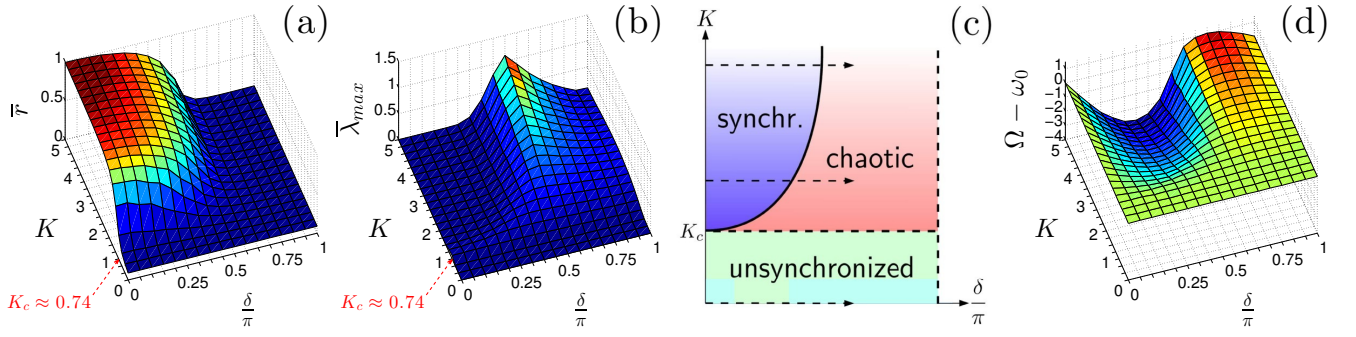 (a)
1
0.5
0
r̅
5
4
3
2
1
0
K
0
0.25
0.5
0.75
1
δ/π
K_c ≈ 0.74
(b)
1.5
1
0.5
0
λ̅_max
5
4
3
2
1
0
K
0
0.25
0.5
0.75
1
δ/π
K_c ≈ 0.74
(c)
K
synchr.
chaotic
K_c
unsynchronized
δ/π
(d)
1
0
-1
-2
-3
-4
Ω − ω₀
5
4
3
2
1
0
K
0
0.25
0.5
0.75
1
δ/π